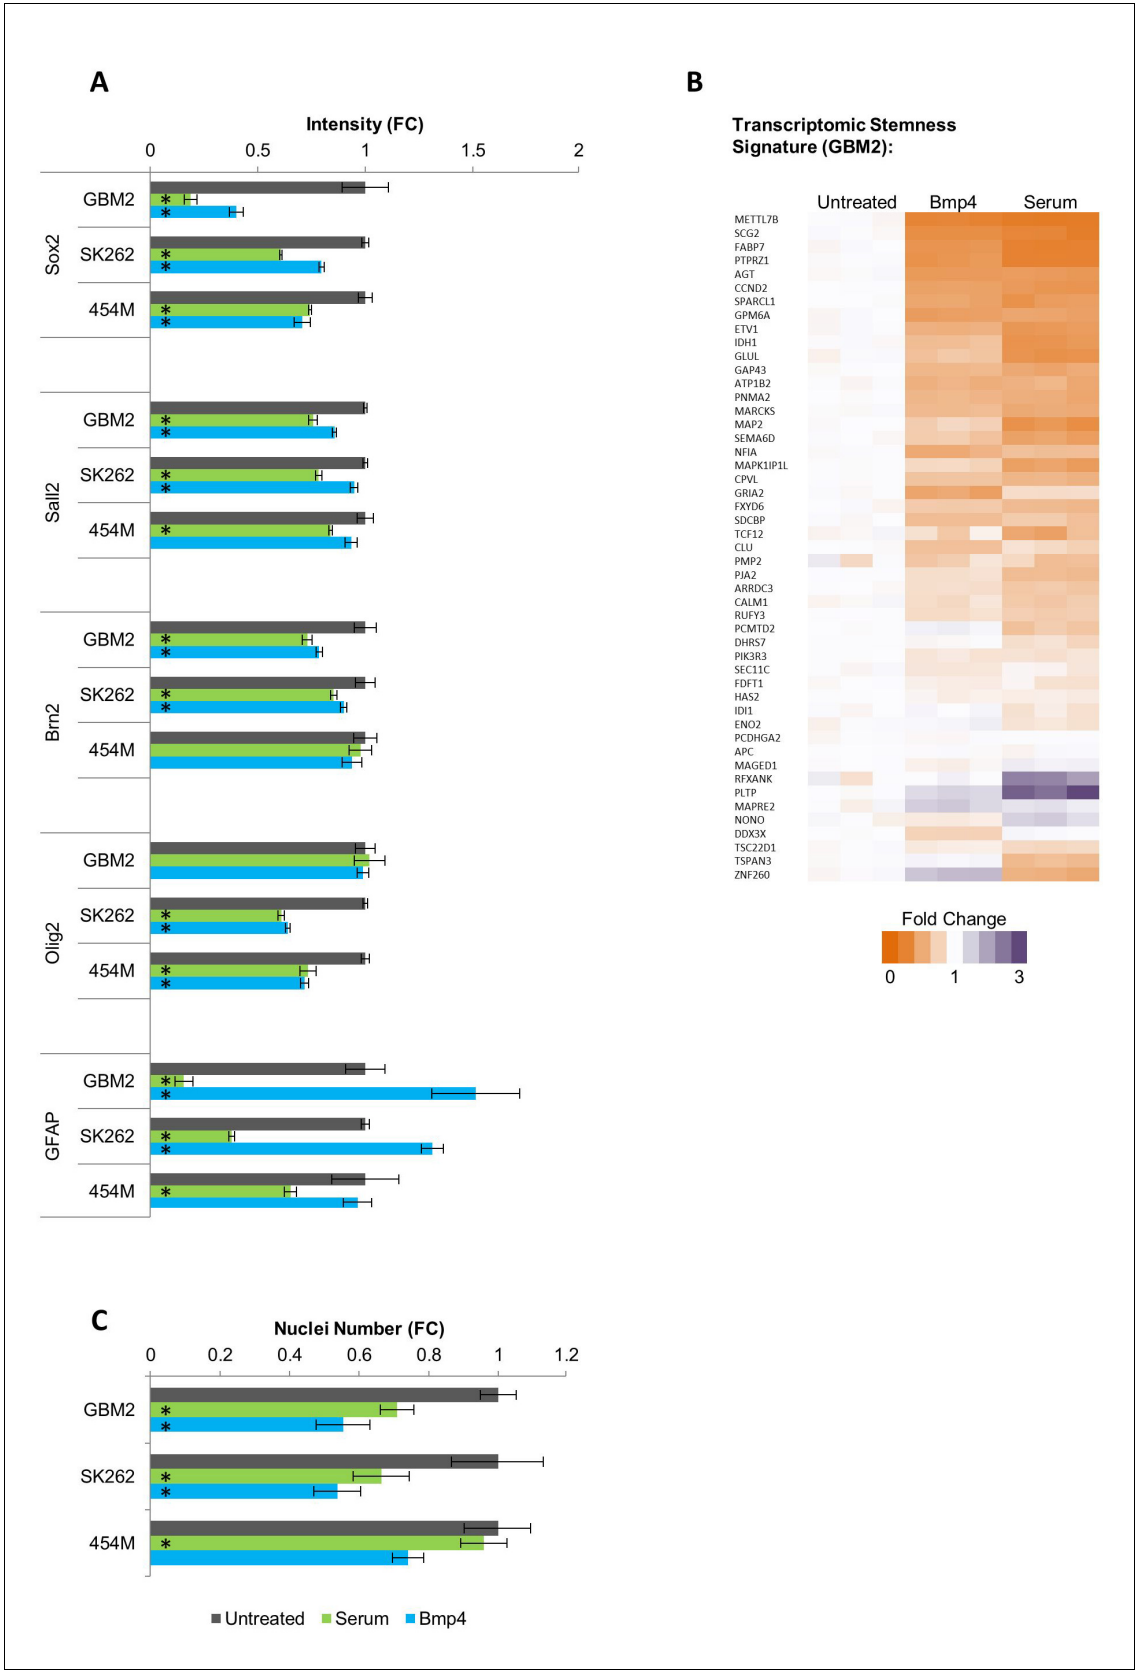 A
Intensity (FC)
0 0.5 1 1.5 2
Sox2
GBM2
*
*
SK262
*
*
454M
*
*
Sall2
GBM2
*
*
SK262
*
*
454M
*
Brn2
GBM2
*
*
SK262
*
*
454M
Olig2
GBM2
SK262
*
*
454M
*
*
GFAP
GBM2
*
*
SK262
*
*
454M
*
B
Transcriptomic Stemness
Signature (GBM2):
Untreated Bmp4 Serum
METTL7B
SCG2
FABP7
PTPRZ1
AGT
CCND2
SPARCL1
GPM6A
ETV1
IDH1
GLUL
GAP43
ATP1B2
PNMA2
MARCKS
MAP2
SEMA6D
NFIA
MAPK1IP1L
CPVL
GRIA2
FXYD6
SDCBP
TCF12
CLU
PMP2
PJA2
ARRDC3
CALM1
RUFY3
PCMTD2
DHRS7
PIK3R3
SEC11C
FDFT1
HAS2
IDI1
ENO2
PCDHGA2
APC
MAGED1
RFXANK
PLTP
MAPRE2
NONO
DDX3X
TSC22D1
TSPAN3
ZNF260
Fold Change
0 1 3
C
Nuclei Number (FC)
0 0.2 0.4 0.6 0.8 1 1.2
GBM2
*
*
SK262
*
*
454M
*
Untreated Serum Bmp4